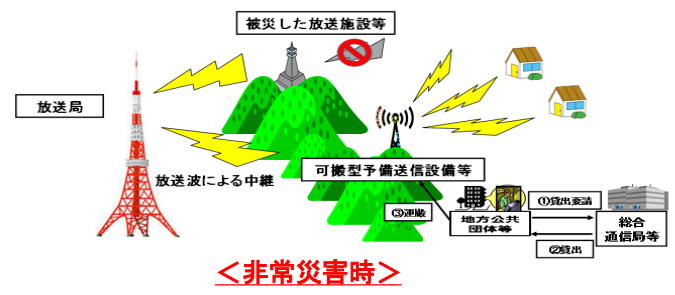 被災した放送施設等
放送局
放送波による中継
可搬型予備送信設備等
①貸出要請
③運搬
地方公共
団体等
総合
通信局等
②貸出
＜非常災害時＞